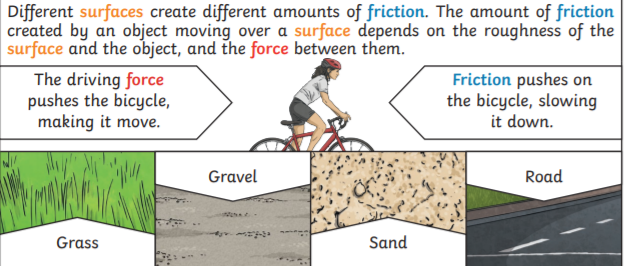 Different surfaces create different amounts of friction. The amount of friction
created by an object moving over a surface depends on the roughness of the
surface and the object, and the force between them.
The driving force
pushes the bicycle,
making it move.
Friction pushes on
the bicycle, slowing
it down.
Grass
Gravel
Sand
Road